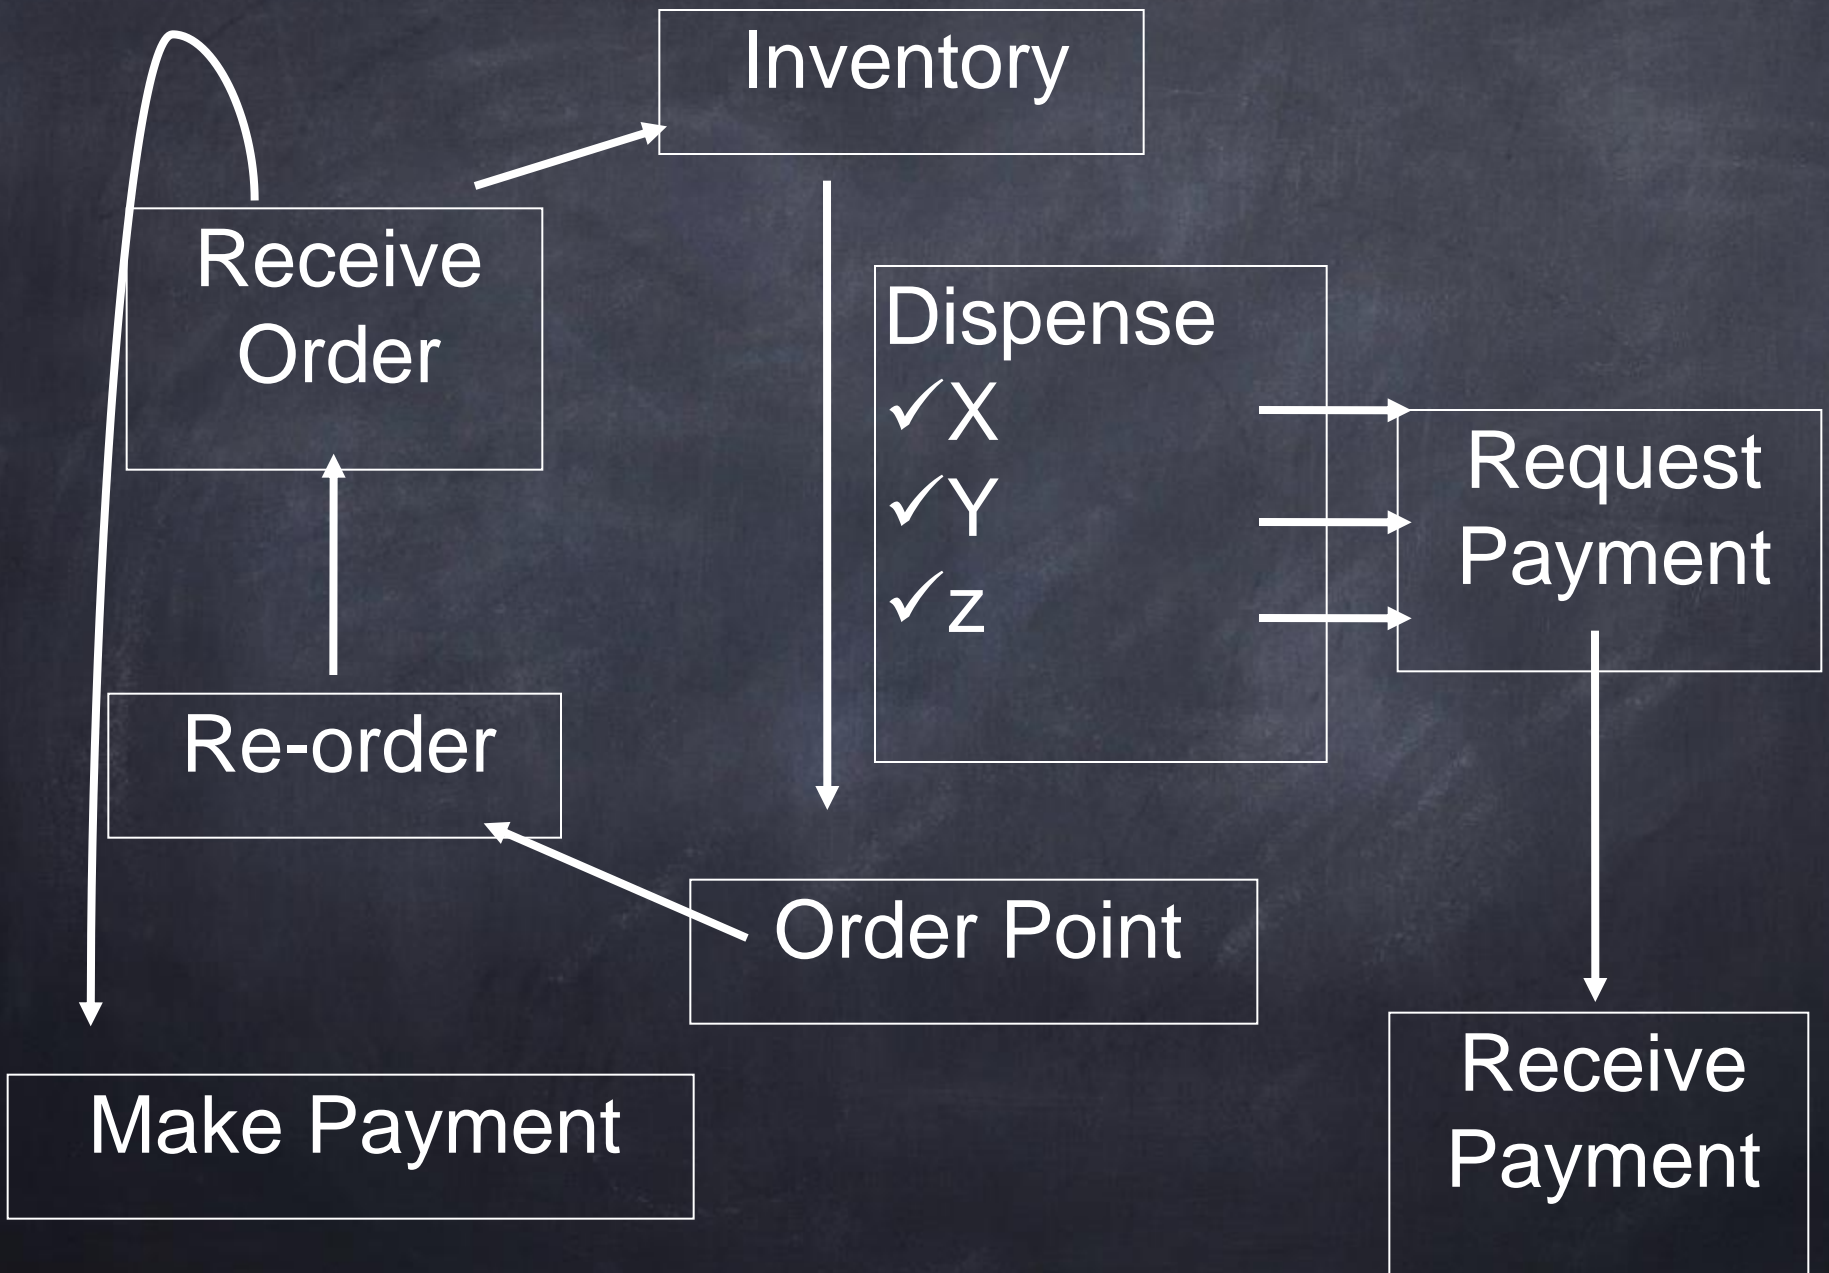 Inventory
Receive
Order
Dispense
✓X
✓Y
✓z
Request
Payment
Re-order
Order Point
Make Payment
Receive
Payment